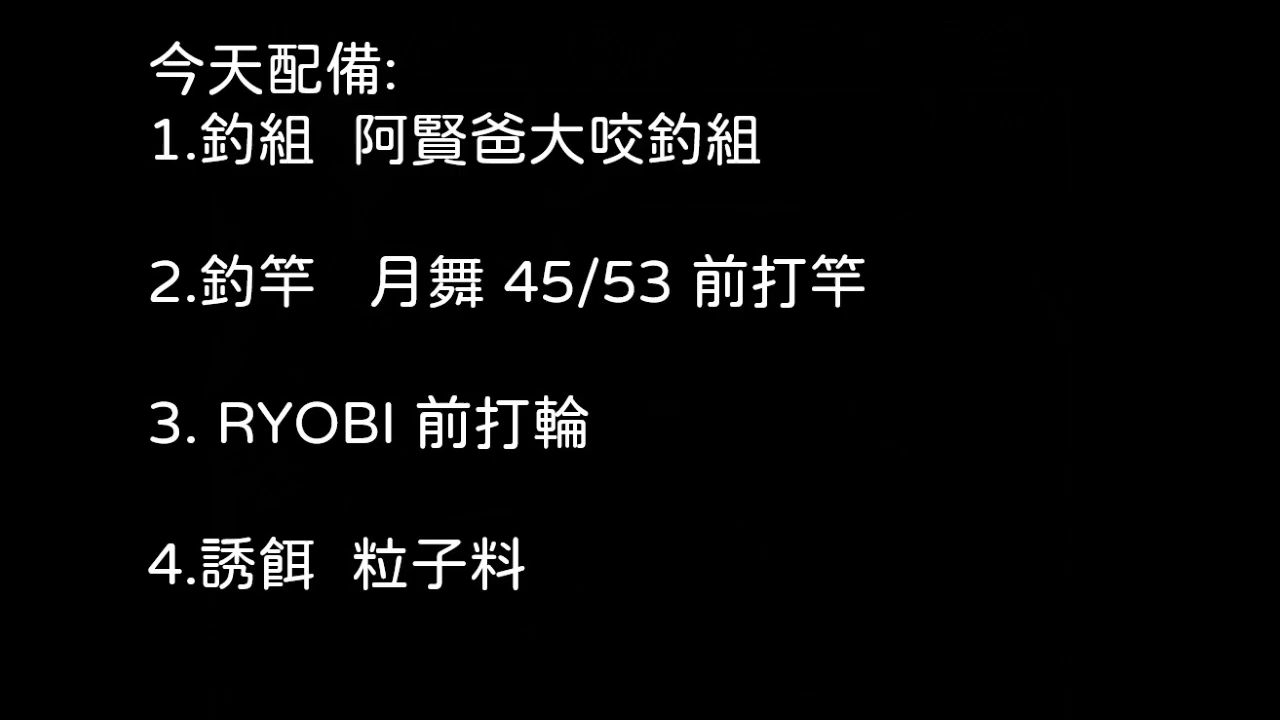 今天配備:
1.釣組 阿賢爸大咬釣組
2.釣竿 月舞 45/53 前打竿
3. RYOBI 前打輪
4.誘餌 粒子料